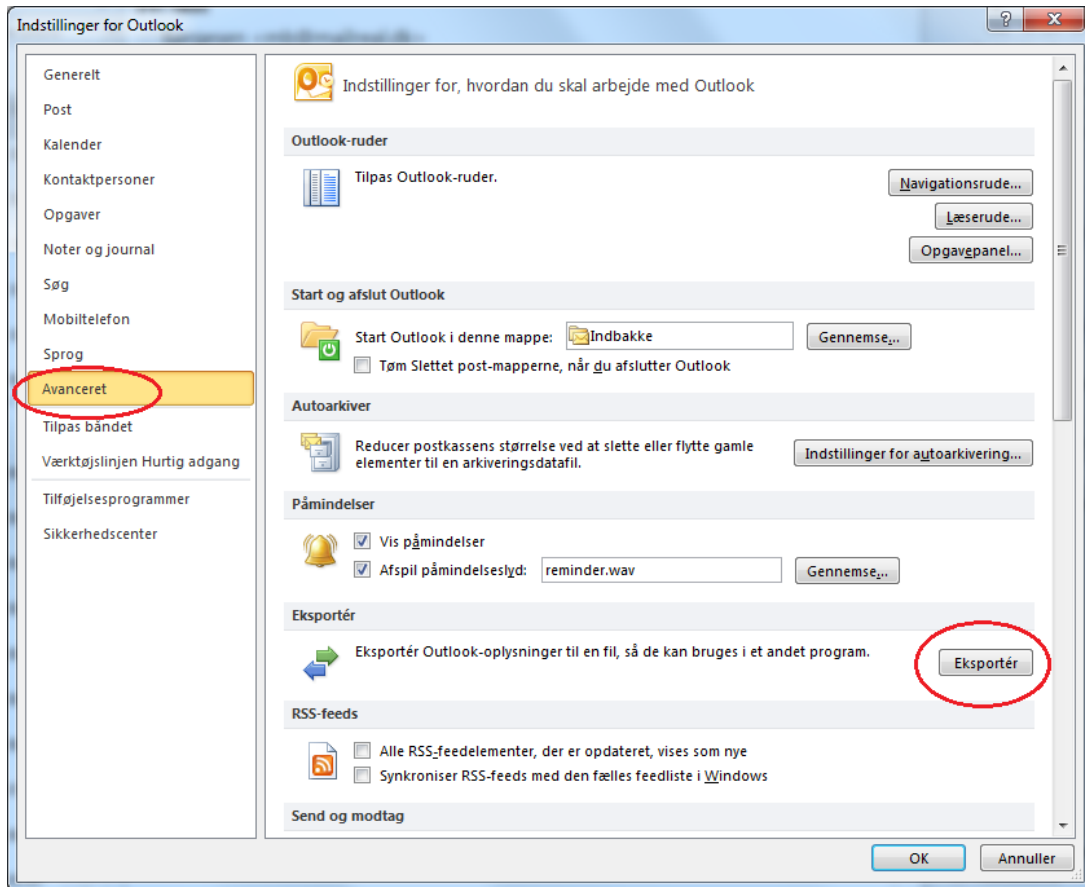 Indstillinger for Outlook
Generelt
Post
Kalender
Kontaktpersoner
Opgaver
Noter og journal
Søg
Mobiltelefon
Sprog
Avanceret
Tilpas båndet
Værktøjslinjen Hurtig adgang
Tilføjelsesprogrammer
Sikkerhedscenter
Indstillinger for, hvordan du skal arbejde med Outlook
Outlook-ruder
Tilpas Outlook-ruder.
Navigationsrude...
Læserude...
Opgavepanel...
Start og afslut Outlook
Start Outlook i denne mappe: Indbakke Gennemse...
Tøm Slettet post-mapperne, når du afslutter Outlook
Autoarkiver
Reducer postkassens størrelse ved at slette eller flytte gamle
elementer til en arkiveringsdatafil.
Indstillinger for autoarkivering...
Påmindelser
Vis påmindelser
Afspil påmindelseslyd: reminder.wav Gennemse...
Eksportér
Eksportér Outlook-oplysninger til en fil, så de kan bruges i et andet program.
Eksportér
RSS-feeds
Alle RSS-feedelementer, der er opdateret, vises som nye
Synkroniser RSS-feeds med den fælles feedliste i Windows
Send og modtag
OK Annuller